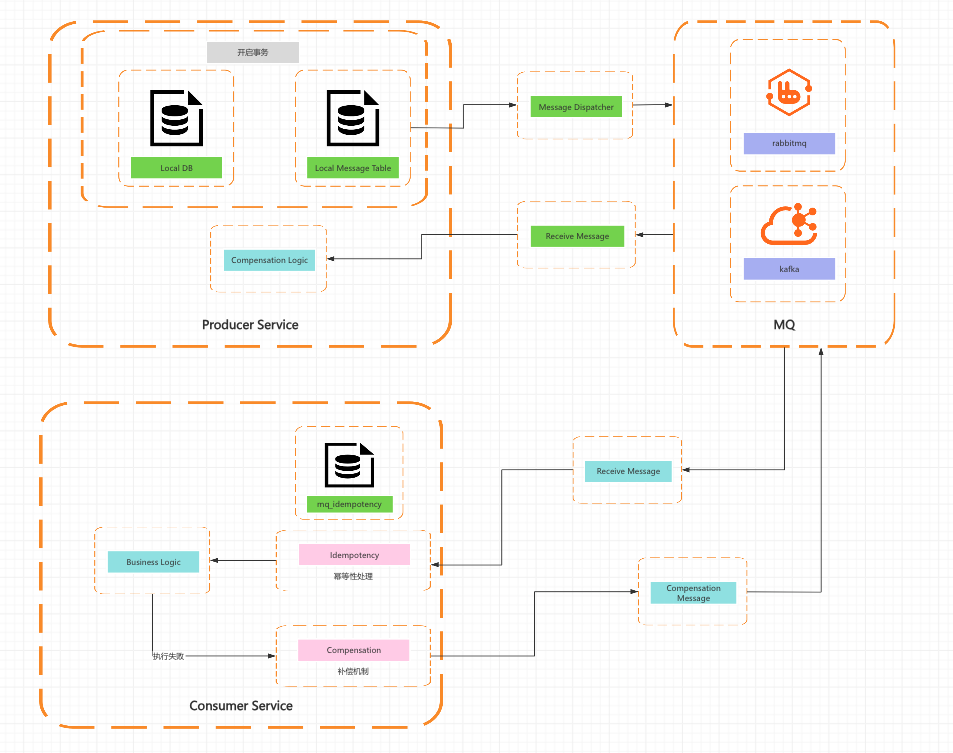 开启事务
Local DB
Local Message Table
Message Dispatcher
rabbitmq
Receive Message
Compensation Logic
kafka
Producer Service
MQ
mq_idempotency
Receive Message
Idempotency
幂等性处理
Business Logic
Compensation
Message
执行失败
Compensation
补偿机制
Consumer Service